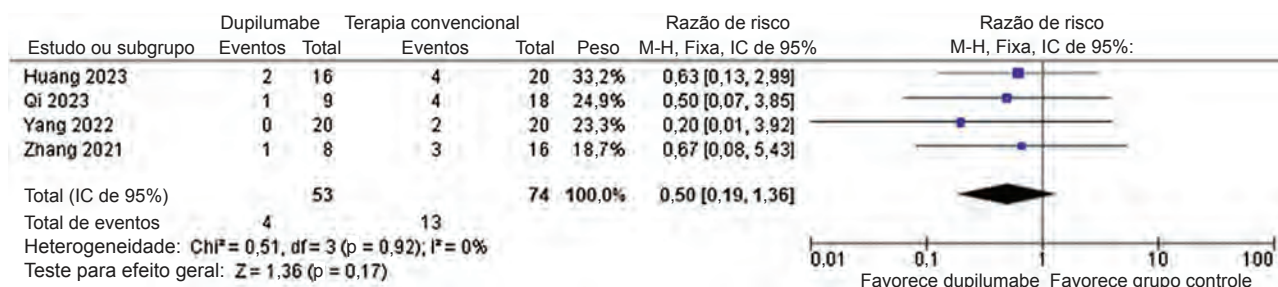 Dupilumabe Terapia convencional Razão de risco Razão de risco
Estudo ou subgrupo Eventos Total Eventos Total Peso M-H, Fixa, IC de 95% M-H, Fixa, IC de 95%:
Huang 2023 2 16 4 20 33,2% 0,63 [0,13, 2,99]
Qi 2023 1 9 4 18 24,9% 0,50 [0,07, 3,85]
Yang 2022 0 20 2 20 23,3% 0,20 [0,01, 3,92]
Zhang 2021 1 8 3 16 18,7% 0,67 [0,08, 5,43]
Total (IC de 95%) 53 74 100,0% 0,50 [0,19, 1,36]
Total de eventos 4 13
Heterogeneidade: Chi² = 0,51, df = 3 (p = 0,92); I² = 0%
Teste para efeito geral: Z = 1,36 (p = 0,17)
0,01 0,1 1 10 100
Favorece dupilumabe Favorece grupo controle